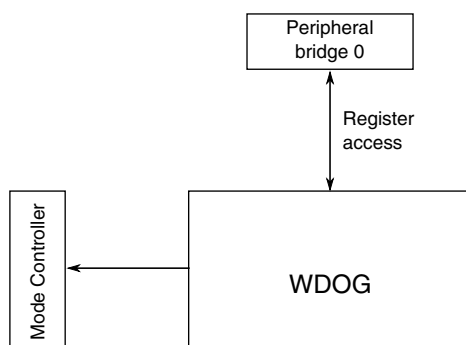 Peripheral
bridge 0
Register
access
Mode Controller
WDOG